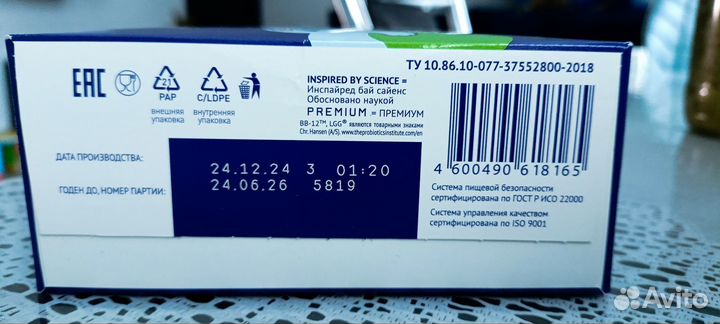 ТУ 10.86.10-077-37552800-2018
EAC
21
PAP
C/LDPE
внешняя
упаковка
внутренняя
упаковка
INSPIRED BY SCIENCE =
Инспайред бай сайенс
Обосновано наукой
PREMIUM = ПРЕМИУМ
BB-12™, LGG® являются товарными знаками
Chr. Hansen (A/S). www.theprobioticsinstitute.com/en
ДАТА ПРОИЗВОДСТВА:
24.12.24 3 01:20
ГОДЕН ДО, НОМЕР ПАРТИИ:
24.06.26 5819
4 600490 618165
Система пищевой безопасности
сертифицирована по ГОСТ Р ИСО 22000
Система управления качеством
сертифицирована по ISO 9001
Avito